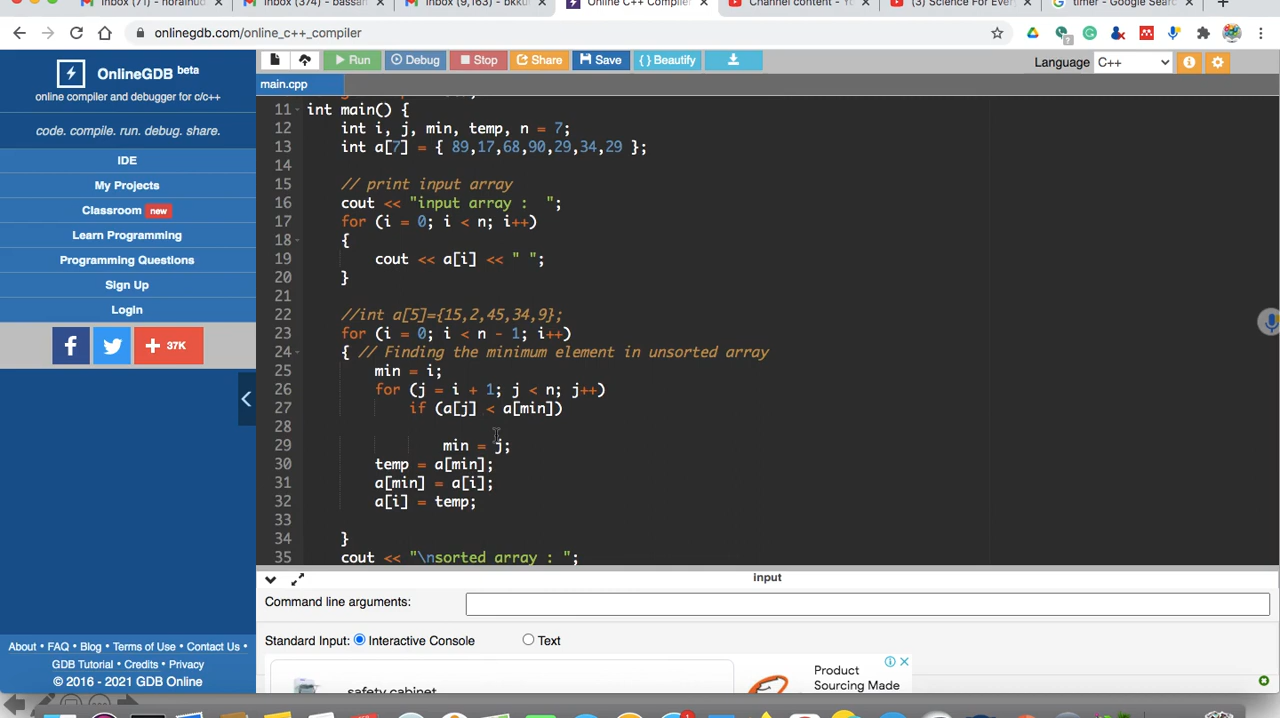 Inbox (71) - norainud
Inbox (374) - bassan
Inbox (9,163) - bkkun
Online C++ Compiler
Channel content - Yo
(3) Science For Every
timer - Google Search
onlinegdb.com/online_c++_compiler
OnlineGDB beta
online compiler and debugger for c/c++
code. compile. run. debug. share.
IDE
My Projects
Classroom new
Learn Programming
Programming Questions
Sign Up
Login
37K
About • FAQ • Blog • Terms of Use • Contact Us •
GDB Tutorial • Credits • Privacy
© 2016 - 2021 GDB Online
Run Debug Stop Share Save { } Beautify
Language C++
main.cpp
11 int main() {
12 int i, j, min, temp, n = 7;
13 int a[7] = { 89,17,68,90,29,34,29 };
14
15 // print input array
16 cout << "input array :  ";
17 for (i = 0; i < n; i++)
18 {
19 cout << a[i] << " ";
20 }
21
22 //int a[5]={15,2,45,34,9};
23 for (i = 0; i < n - 1; i++)
24 { // Finding the minimum element in unsorted array
25 min = i;
26 for (j = i + 1; j < n; j++)
27 if (a[j] < a[min])
28
29 min = j;
30 temp = a[min];
31 a[min] = a[i];
32 a[i] = temp;
33
34 }
35 cout << "\nsorted array : ";
input
Command line arguments:
Standard Input: Interactive Console Text
safety cabinet
Product
Sourcing Made